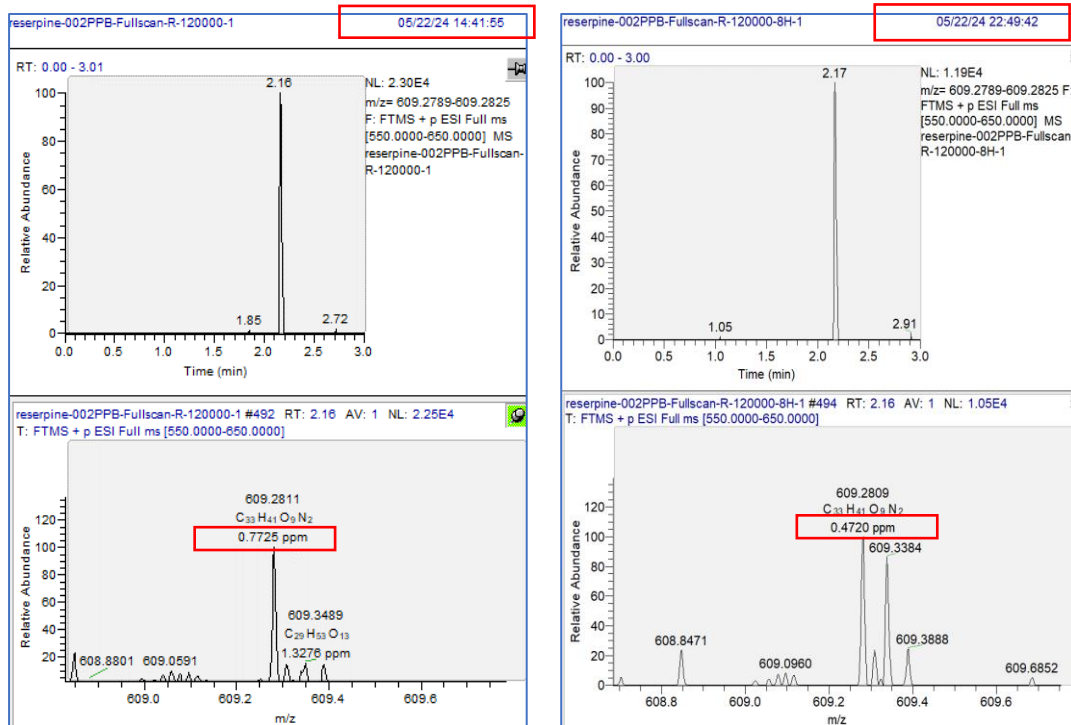 reserpine-002PPB-Fullscan-R-120000-1
05/22/24 14:41:55
RT: 0.00 - 3.01
NL: 2.30E4
m/z= 609.2789-609.2825
F: FTMS + p ESI Full ms
[550.0000-650.0000] MS
reserpine-002PPB-Fullscan-
R-120000-1
2.16
100
80
60
40
20
0
1.85
2.72
Relative Abundance
0.0 0.5 1.0 1.5 2.0 2.5 3.0
Time (min)
reserpine-002PPB-Fullscan-R-120000-1 #492 RT: 2.16 AV: 1 NL: 2.25E4
T: FTMS + p ESI Full ms [550.0000-650.0000]
609.2811
C₃₃ H₄₁ O₉ N₂
0.7725 ppm
120
100
80
60
40
20
609.3489
C₂₉ H₅₃ O₁₃
1.3276 ppm
608.8801
609.0591
Relative Abundance
609.0 609.2 609.4 609.6
m/z
reserpine-002PPB-Fullscan-R-120000-8H-1
05/22/24 22:49:42
RT: 0.00 - 3.00
NL: 1.19E4
m/z= 609.2789-609.2825 F:
FTMS + p ESI Full ms
[550.0000-650.0000] MS
reserpine-002PPB-Fullscan
R-120000-8H-1
2.17
100
90
80
70
60
50
40
30
20
10
0
1.05
2.91
Relative Abundance
0.0 0.5 1.0 1.5 2.0 2.5 3.0
Time (min)
reserpine-002PPB-Fullscan-R-120000-8H-1 #494 RT: 2.16 AV: 1 NL: 1.05E4
T: FTMS + p ESI Full ms [550.0000-650.0000]
609.2809
C₃₃ H₄₁ O₉ N₂
0.4720 ppm
120
100
80
60
40
20
0
609.3384
608.8471
609.3888
609.0960
609.6852
Relative Abundance
608.8 609.0 609.2 609.4 609.6
m/z